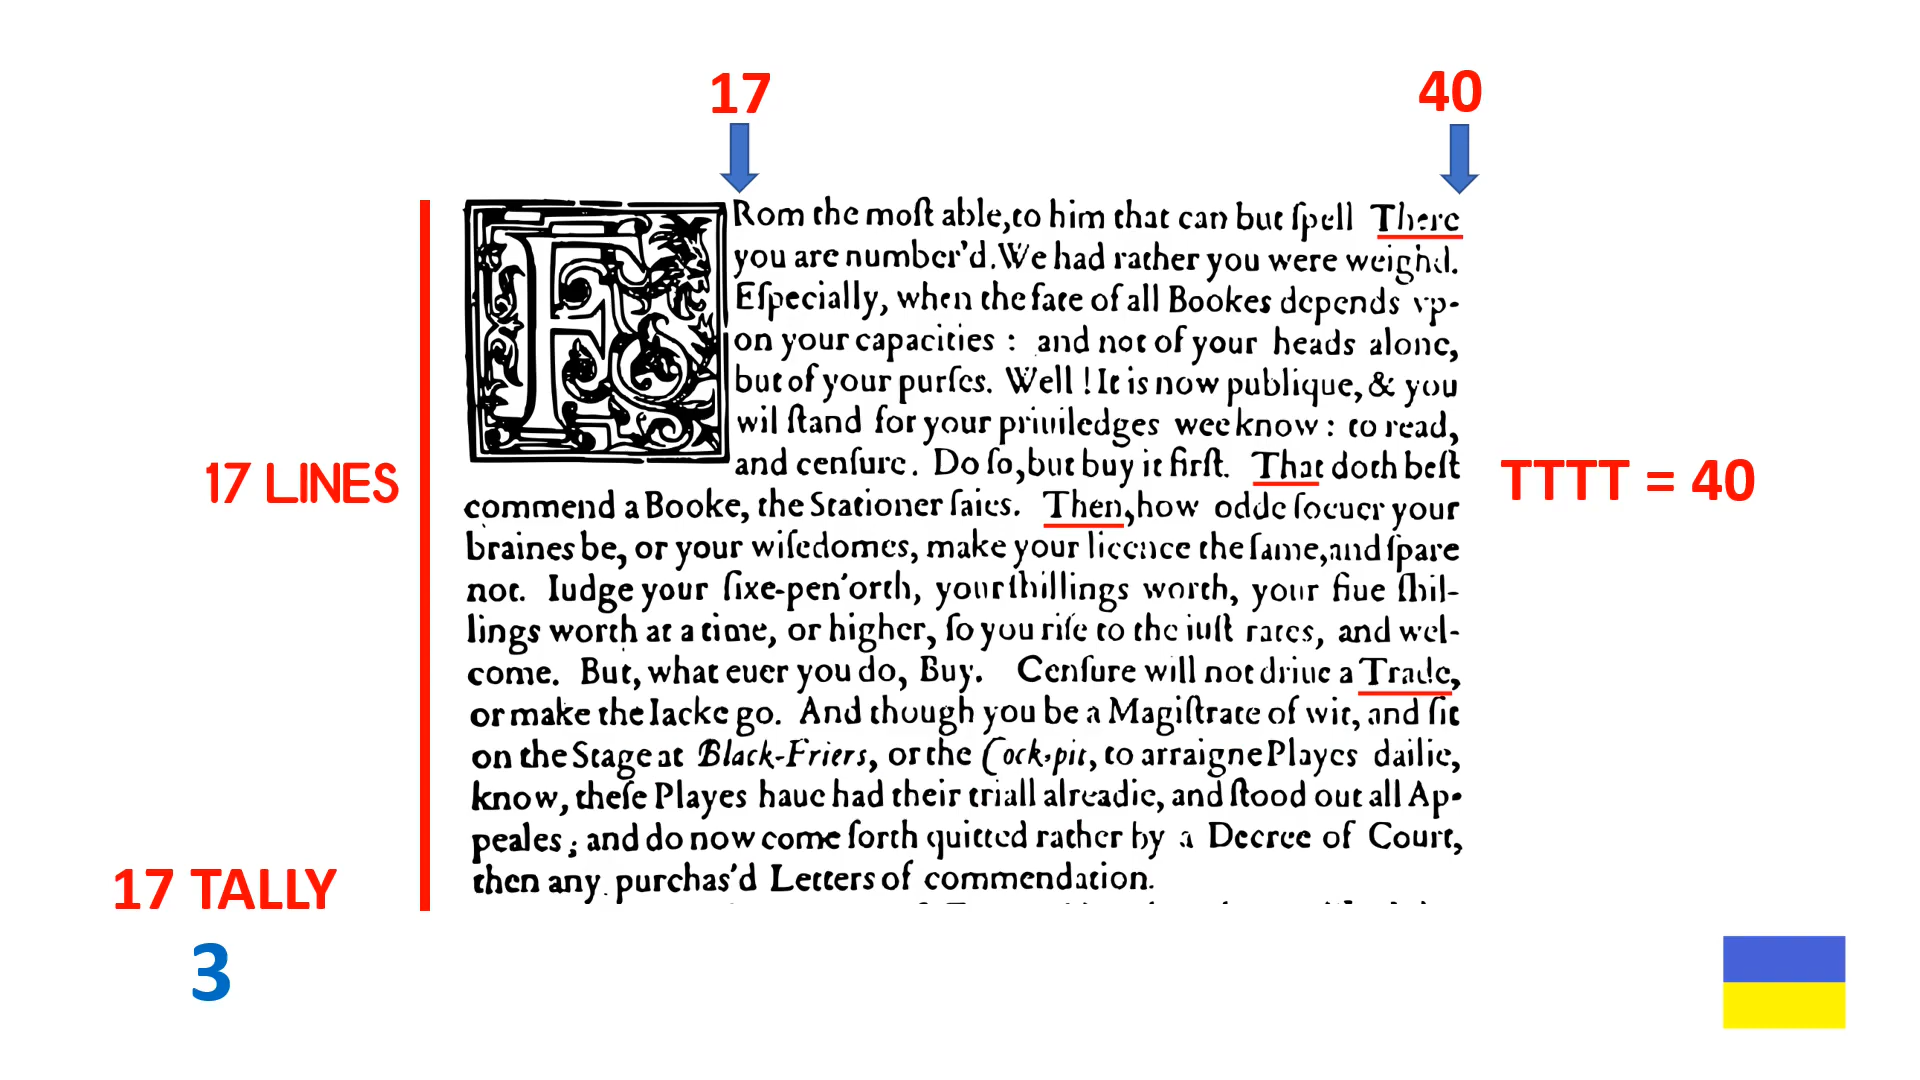 17
40
FRom the moſt able, to him that can but ſpell There
you are number'd. We had rather you were weighd.
Eſpecially, when the fate of all Bookes depends vp-
on your capacities : and not of your heads alone,
but of your purſes. Well ! It is now publique, & you
wil ſtand for your priuiledges wee know : to read,
and cenſure. Do ſo, but buy it firſt. That doth beſt
commend a Booke, the Stationer ſaies. Then, how odde ſoeuer your
braines be, or your wiſedomes, make your licence the ſame, and ſpare
not. Iudge your ſixe-pen'orth, your ſhillings worth, your fiue ſhil-
lings worth at a time, or higher, ſo you riſe to the iuſt rates, and wel-
come. But, what euer you do, Buy. Cenſure will not driue a Trade,
or make the Iacke go. And though you be a Magiſtrate of wit, and ſit
on the Stage at Black-Friers, or the Cock-pit, to arraigne Playes dailie,
know, theſe Playes haue had their triall alreadie, and ſtood out all Ap-
peales ; and do now come forth quitted rather by a Decree of Court,
then any purchas'd Letters of commendation.
17 LINES
TTTT = 40
17 TALLY
3